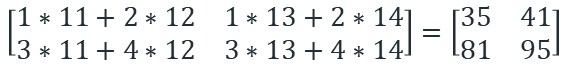 [1 * 11 + 2 * 12   1 * 13 + 2 * 14] = [35   41]
[3 * 11 + 4 * 12   3 * 13 + 4 * 14]   [81   95]